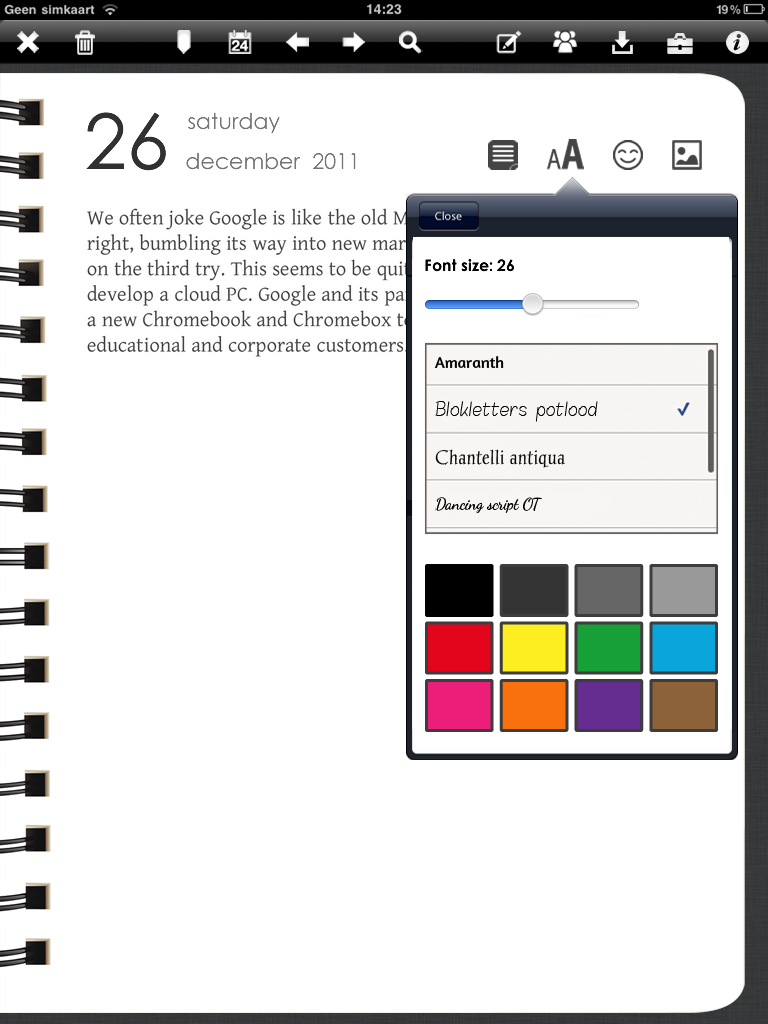 Geen simkaart 14:23 19%
24
26 saturday
december 2011
We often joke Google is like the old M
right, bumbling its way into new mar
on the third try. This seems to be qui
develop a cloud PC. Google and its pa
a new Chromebook and Chromebox t
educational and corporate customers.
AA
Close
Font size: 26
Amaranth
Blokletters potlood
Chantelli antiqua
Dancing script OT